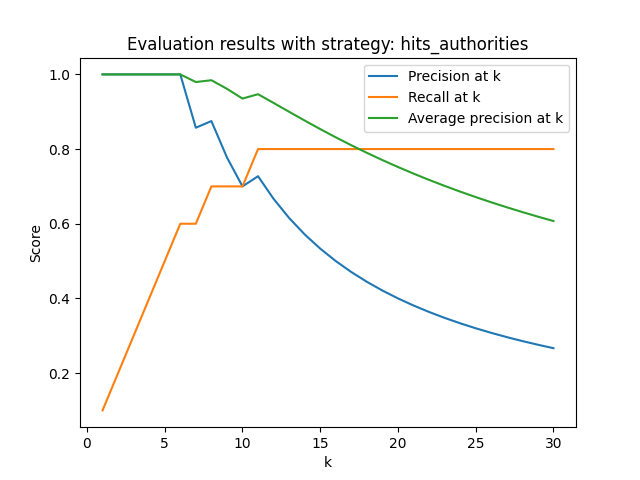 Evaluation results with strategy: hits_authorities
Precision at k
Recall at k
Average precision at k
1.0
0.8
0.6
0.4
0.2
Score
0
5
10
15
20
25
30
k